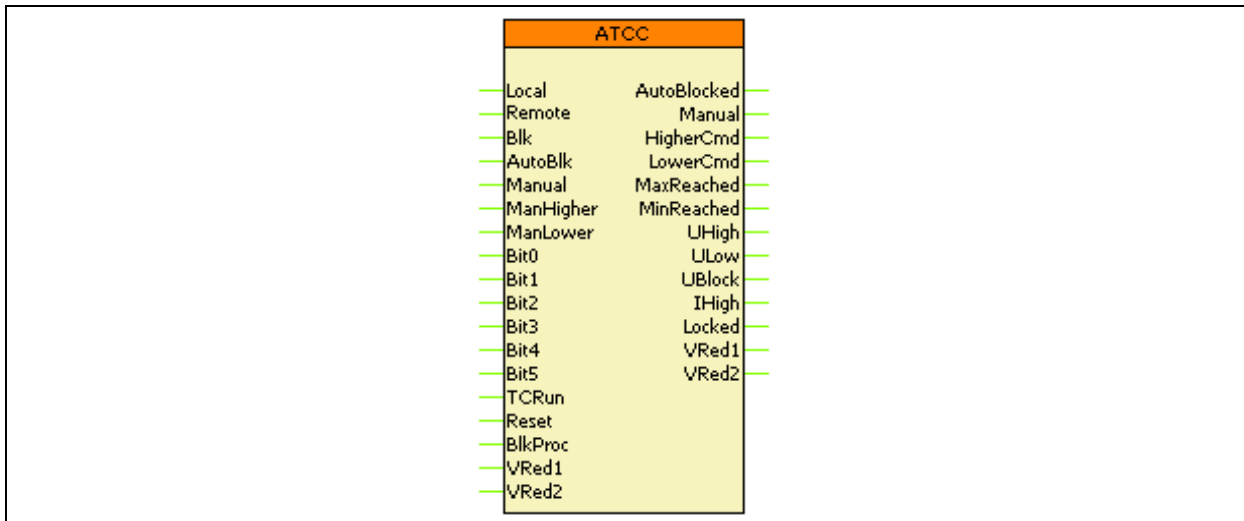 ATCC
Local AutoBlocked
Remote Manual
Blk HigherCmd
AutoBlk LowerCmd
Manual MaxReached
ManHigher MinReached
ManLower UHigh
Bit0 ULow
Bit1 UBlock
Bit2 IHigh
Bit3 Locked
Bit4 VRed1
Bit5 VRed2
TCRun
Reset
BlkProc
VRed1
VRed2